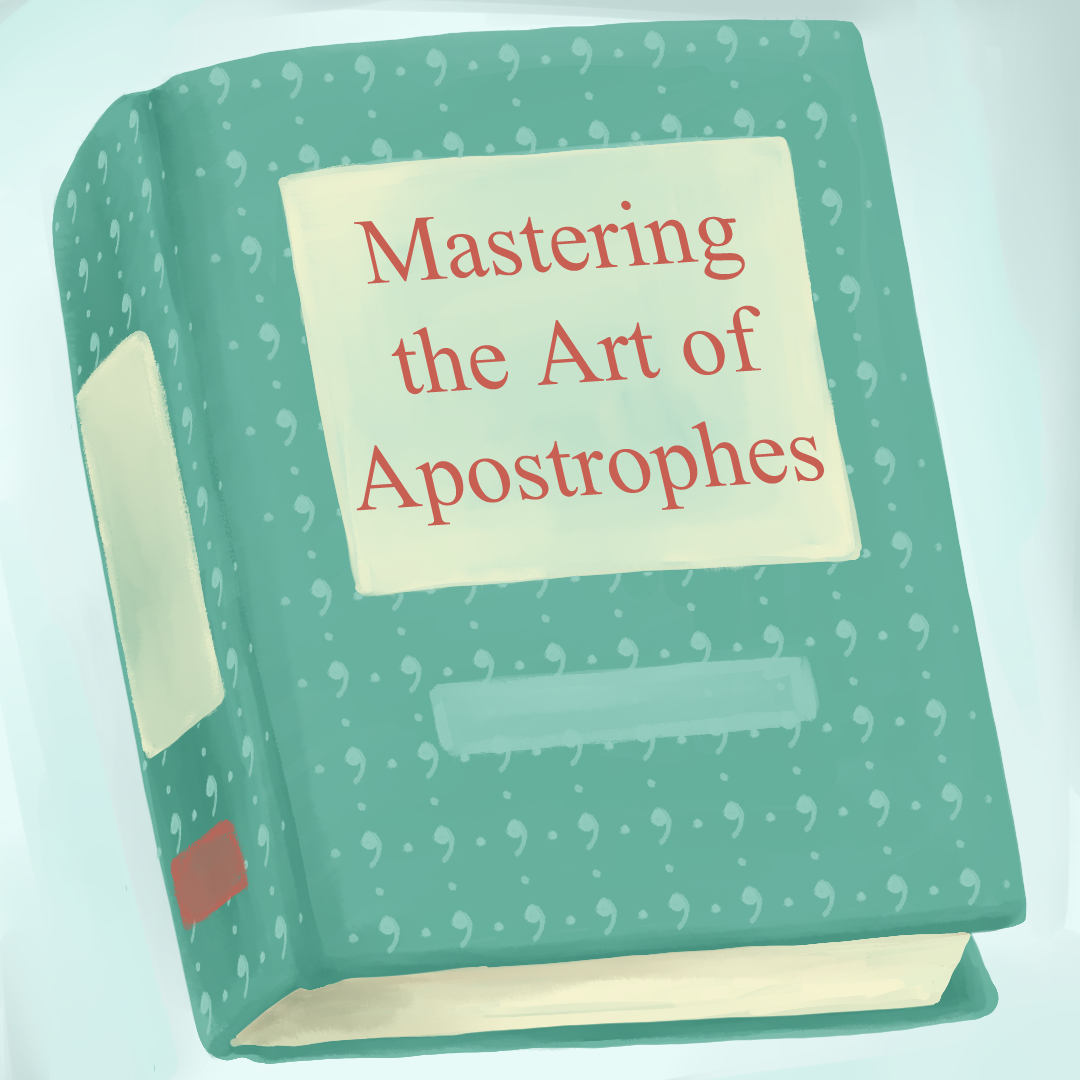 Mastering
the Art of
Apostrophes